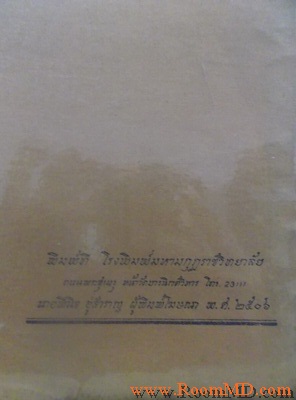 พิมพ์ที่ โรงพิมพ์มหามกุฏราชวิทยาลัย
ถนนพระสุเมรุ หน้าวัดบวรนิเวศวิหาร โทร.
ผู้พิมพ์โฆษณา พ.ศ. ๒๕๐๖
www.RoomMD.com